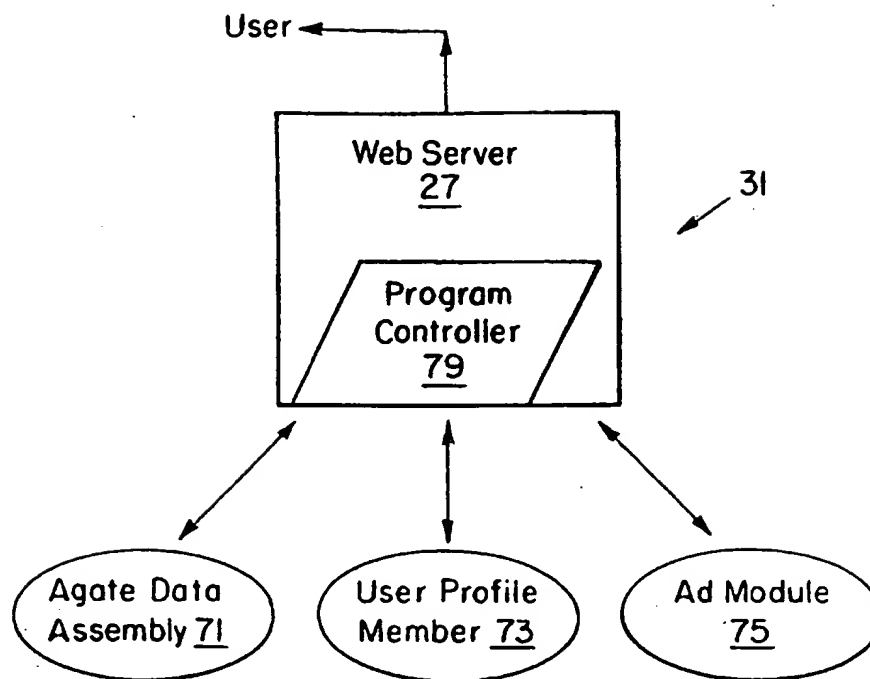 User
Web Server
27
31
Program
Controller
79
Agate Data
Assembly 71
User Profile
Member 73
Ad Module
75